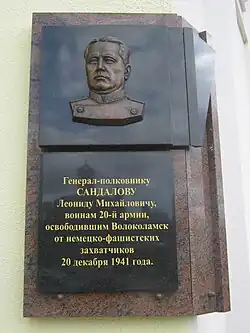 Генерал-полковнику
САНДАЛОВУ
Леониду Михайловичу,
воинам 20-й армии,
освободившим Волоколамск
от немецко-фашистских
захватчиков
20 декабря 1941 года.